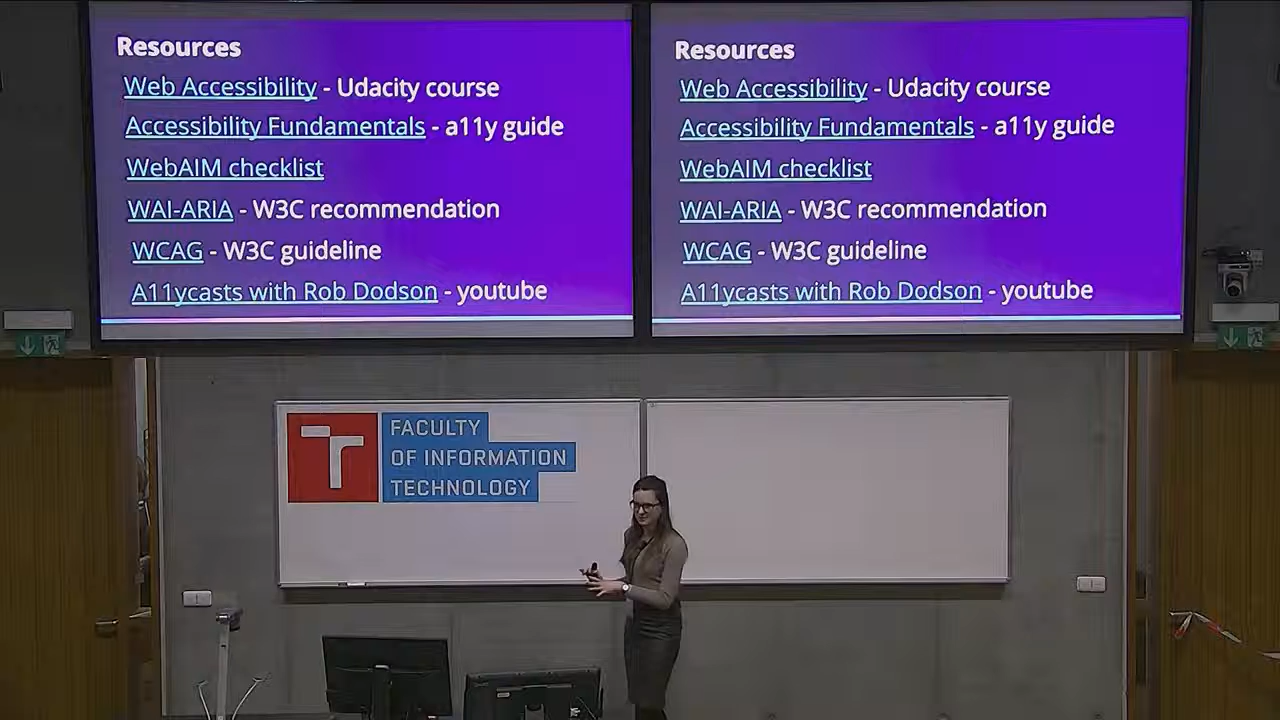 Resources
Web Accessibility - Udacity course
Accessibility Fundamentals - a11y guide
WebAIM checklist
WAI-ARIA - W3C recommendation
WCAG - W3C guideline
A11ycasts with Rob Dodson - youtube
Resources
Web Accessibility - Udacity course
Accessibility Fundamentals - a11y guide
WebAIM checklist
WAI-ARIA - W3C recommendation
WCAG - W3C guideline
A11ycasts with Rob Dodson - youtube
FACULTY
OF INFORMATION
TECHNOLOGY